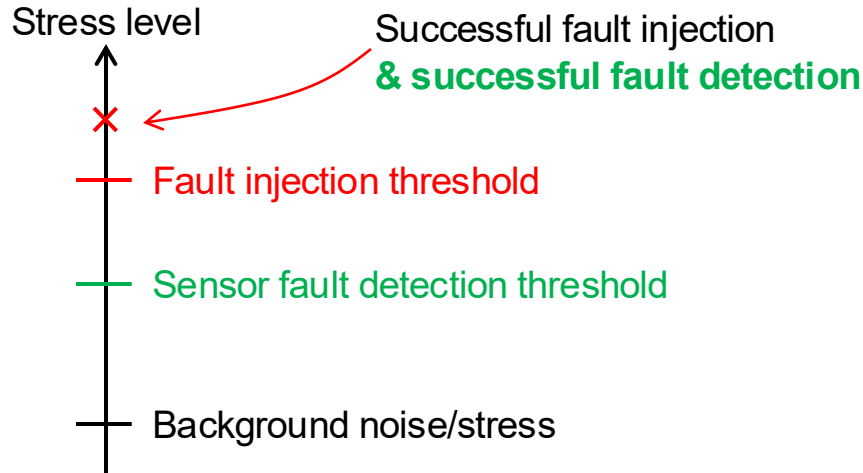 Stress level
Successful fault injection
& successful fault detection
Fault injection threshold
Sensor fault detection threshold
Background noise/stress